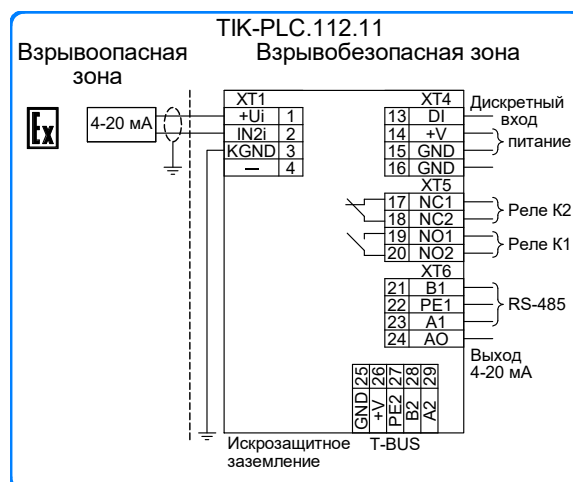 TIK-PLC.112.11
Взрывоопасная
зона
Взрывобезопасная зона
Ex
4-20 мА
XT1
+Ui 1
IN2i 2
KGND 3
— 4
XT4
13 DI
14 +V
15 GND
16 GND
XT5
17 NC1
18 NC2
19 NO1
20 NO2
XT6
21 B1
22 PE1
23 A1
24 AO
Дискретный
вход
питание
Реле К2
Реле К1
RS-485
Выход
4-20 мА
GND 25
+V 26
PE2 27
B2 28
A2 29
T-BUS
Искрозащитное
заземление